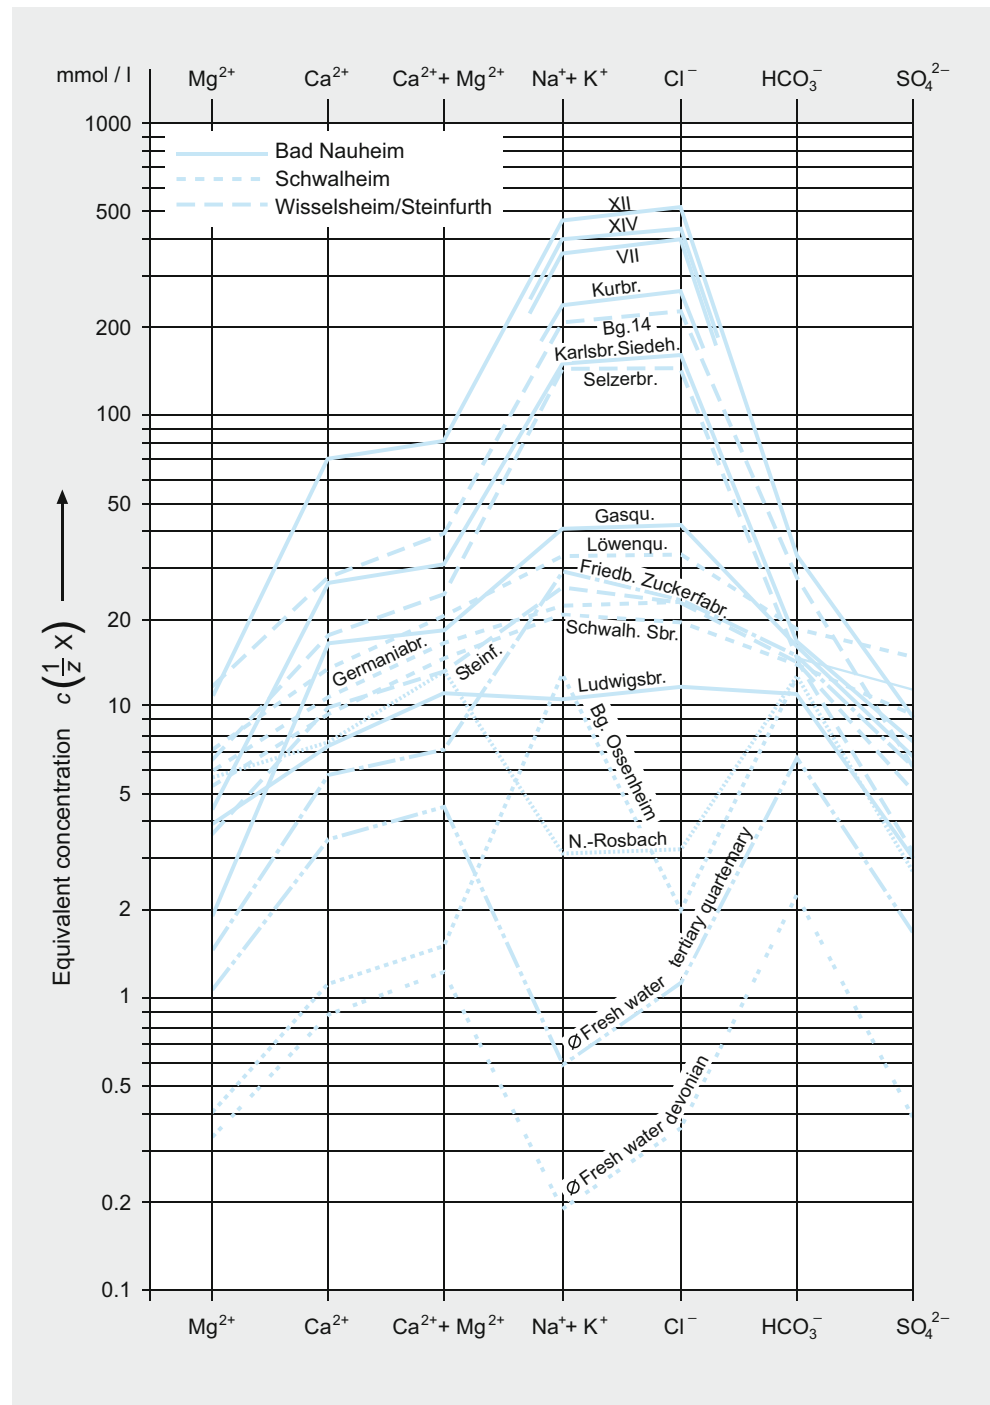 mmol / l Mg²⁺ Ca²⁺ Ca²⁺+ Mg²⁺ Na⁺+ K⁺ Cl⁻ HCO₃⁻ SO₄²⁻
1000
Bad Nauheim
Schwalheim
Wisselsheim/Steinfurth
500
XII
XIV
VII
Kurbr.
200
Bg.14
Karlsbr.Siedeh.
Selzerbr.
100
50
Gasqu.
Löwenqu.
Friedb. Zuckerfabr.
20
Schwalh. Sbr.
Germaniabr.
Steinf.
Ludwigsbr.
10
Bg. Ossenheim
5
N.-Rosbach
2
tertiary quarternary
1
Ø Fresh water
0.5
Ø Fresh water devonian
0.2
0.1
Equivalent concentration c(1/z X)
Mg²⁺ Ca²⁺ Ca²⁺+ Mg²⁺ Na⁺+ K⁺ Cl⁻ HCO₃⁻ SO₄²⁻